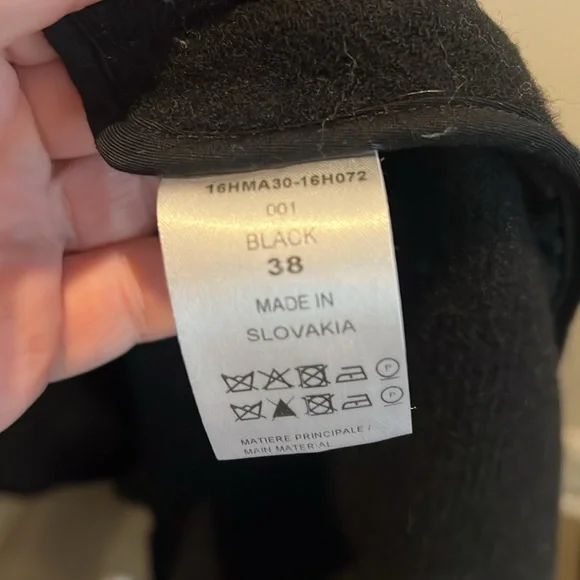 16HMA30-16H072
001
BLACK
38
MADE IN
SLOVAKIA
P
P
MATIERE PRINCIPALE /
MAIN MATERIAL